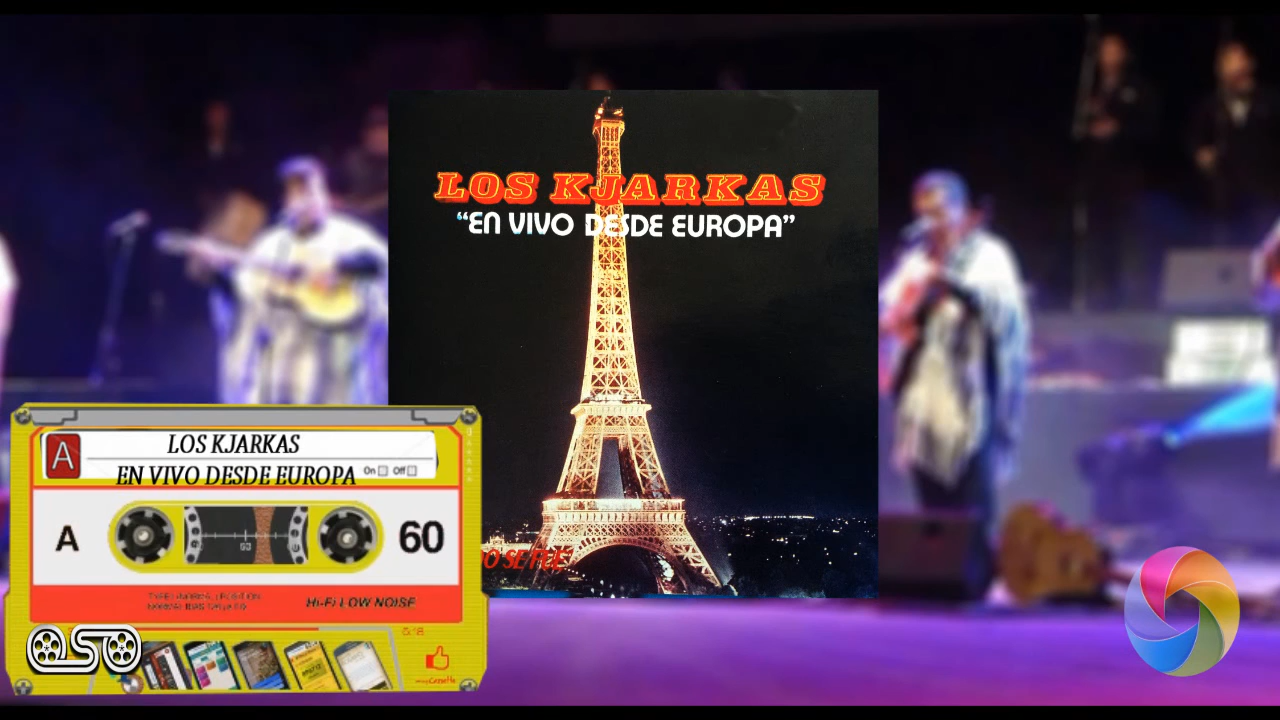 LOS KJARKAS
“EN VIVO DESDE EUROPA”
A
LOS KJARKAS
EN VIVO DESDE EUROPA
On Off
A
60
Hi-Fi LOW NOISE